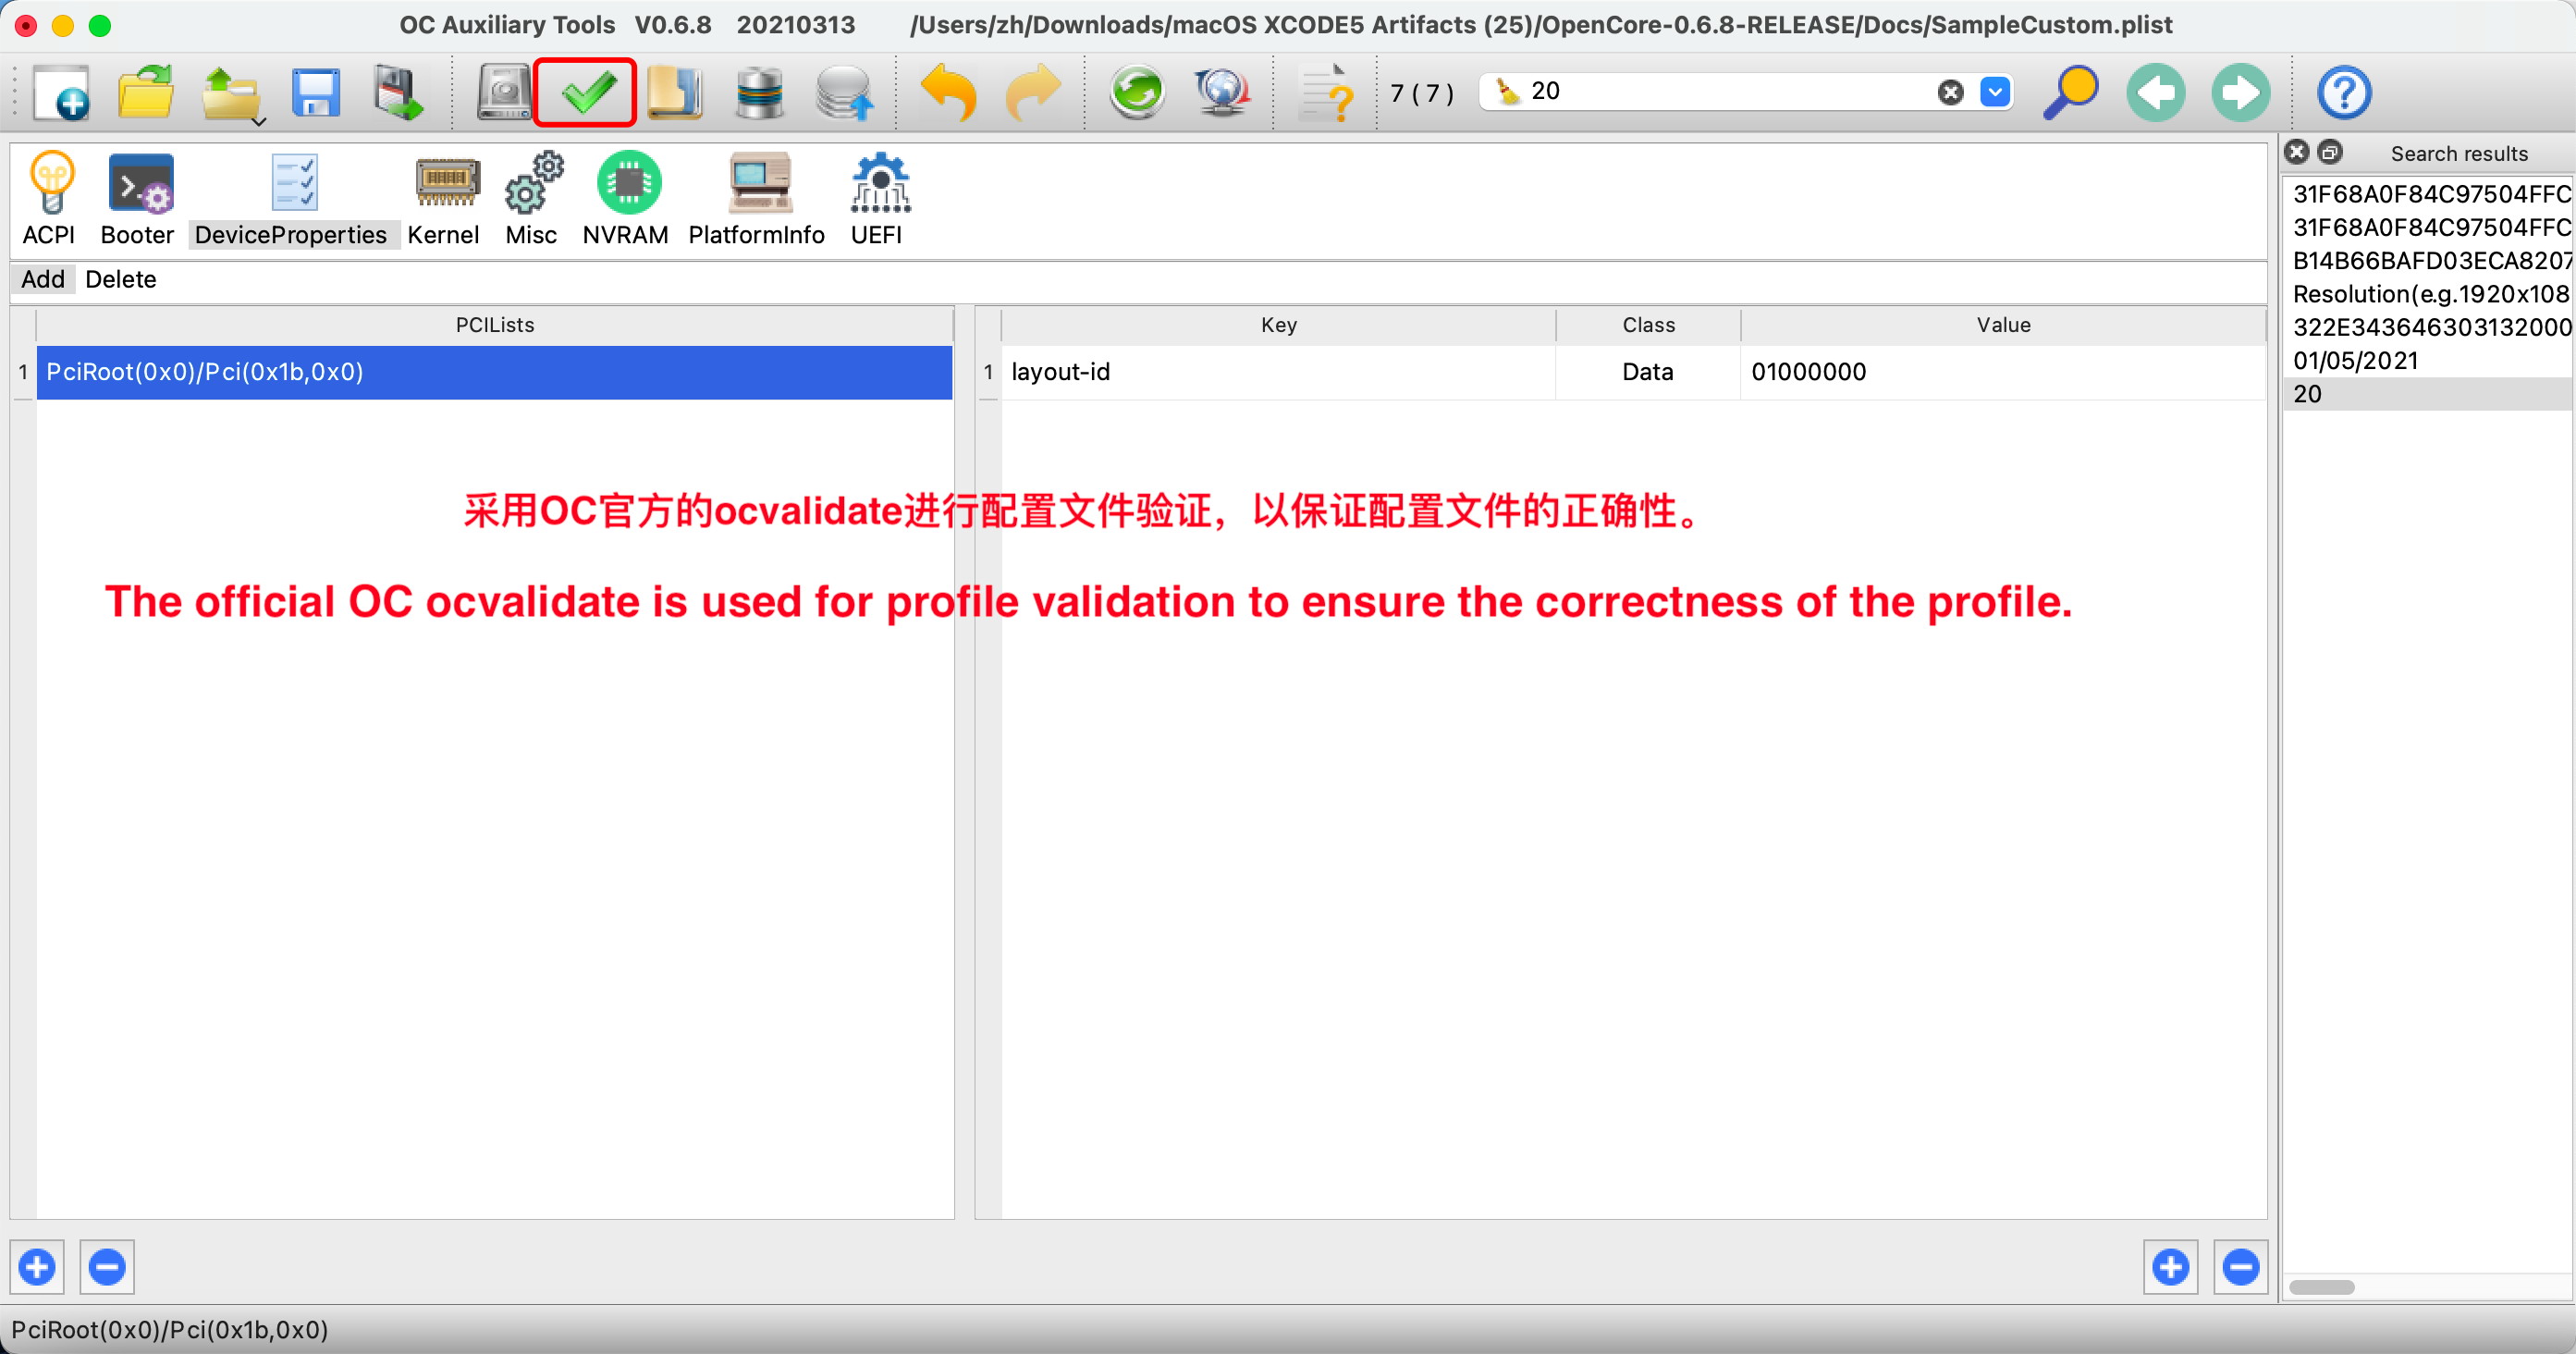 OC Auxiliary Tools V0.6.8 20210313 /Users/zh/Downloads/macOS XCODE5 Artifacts (25)/OpenCore-0.6.8-RELEASE/Docs/SampleCustom.plist
7 ( 7 ) 20
Search results
ACPI Booter DeviceProperties Kernel Misc NVRAM PlatformInfo UEFI
Add Delete
PCILists
1 PciRoot(0x0)/Pci(0x1b,0x0)
Key Class Value
1 layout-id Data 01000000
采用OC官方的ocvalidate进行配置文件验证，以保证配置文件的正确性。
The official OC ocvalidate is used for profile validation to ensure the correctness of the profile.
31F68A0F84C97504FFC
31F68A0F84C97504FFC
B14B66BAFD03ECA8207
Resolution(e.g.1920x108
322E343646303132000
01/05/2021
20
PciRoot(0x0)/Pci(0x1b,0x0)